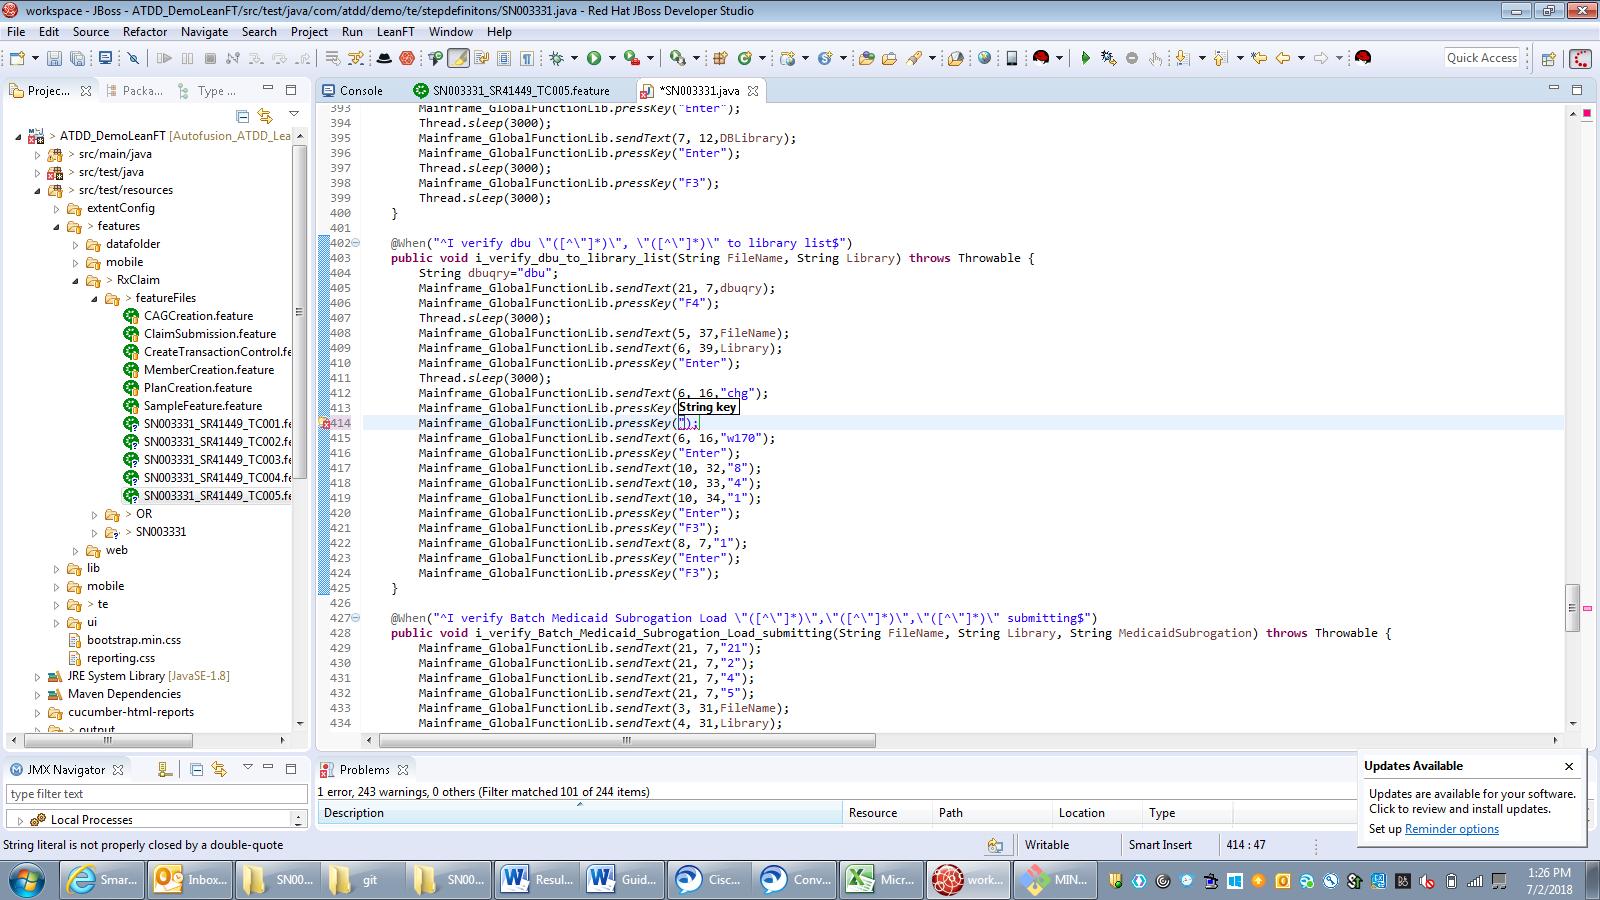 workspace - JBoss - ATDD_DemoLeanFT/src/test/java/com/atdd/demo/te/stepdefinitons/SN003331.java - Red Hat JBoss Developer Studio
File Edit Source Refactor Navigate Search Project Run LeanFT Window Help
Quick Access
Projec... Packa... Type ...
Console SN003331_SR41449_TC005.feature *SN003331.java
ATDD_DemoLeanFT [Autofusion_ATDD_Lea
> src/main/java
> src/test/java
> src/test/resources
extentConfig
> features
datafolder
mobile
> RxClaim
> featureFiles
CAGCreation.feature
ClaimSubmission.feature
CreateTransactionControl.fe
MemberCreation.feature
PlanCreation.feature
SampleFeature.feature
SN003331_SR41449_TC001.fe
SN003331_SR41449_TC002.fe
SN003331_SR41449_TC003.fe
SN003331_SR41449_TC004.fe
SN003331_SR41449_TC005.fe
> OR
> SN003331
web
lib
mobile
> te
ui
bootstrap.min.css
reporting.css
JRE System Library [JavaSE-1.8]
Maven Dependencies
cucumber-html-reports
> output
393 Mainframe_GlobalFunctionLib.pressKey("Enter");
394 Thread.sleep(3000);
395 Mainframe_GlobalFunctionLib.sendText(7, 12,DBLibrary);
396 Mainframe_GlobalFunctionLib.pressKey("Enter");
397 Thread.sleep(3000);
398 Mainframe_GlobalFunctionLib.pressKey("F3");
399 Thread.sleep(3000);
400 }
401
402 @When("^I verify dbu \"([^\"]*)\", \"([^\"]*)\" to library list$")
403 public void i_verify_dbu_to_library_list(String FileName, String Library) throws Throwable {
404 String dbuqry="dbu";
405 Mainframe_GlobalFunctionLib.sendText(21, 7,dbuqry);
406 Mainframe_GlobalFunctionLib.pressKey("F4");
407 Thread.sleep(3000);
408 Mainframe_GlobalFunctionLib.sendText(5, 37,FileName);
409 Mainframe_GlobalFunctionLib.sendText(6, 39,Library);
410 Mainframe_GlobalFunctionLib.pressKey("Enter");
411 Thread.sleep(3000);
412 Mainframe_GlobalFunctionLib.sendText(6, 16,"chg");
413 Mainframe_GlobalFunctionLib.pressKey(
String key
414 Mainframe_GlobalFunctionLib.pressKey(");
415 Mainframe_GlobalFunctionLib.sendText(6, 16,"w170");
416 Mainframe_GlobalFunctionLib.pressKey("Enter");
417 Mainframe_GlobalFunctionLib.sendText(10, 32,"8");
418 Mainframe_GlobalFunctionLib.sendText(10, 33,"4");
419 Mainframe_GlobalFunctionLib.sendText(10, 34,"1");
420 Mainframe_GlobalFunctionLib.pressKey("Enter");
421 Mainframe_GlobalFunctionLib.pressKey("F3");
422 Mainframe_GlobalFunctionLib.sendText(8, 7,"1");
423 Mainframe_GlobalFunctionLib.pressKey("Enter");
424 Mainframe_GlobalFunctionLib.pressKey("F3");
425 }
426
427 @When("^I verify Batch Medicaid Subrogation Load \"([^\"]*)\",\"([^\"]*)\",\"([^\"]*)\" submitting$")
428 public void i_verify_Batch_Medicaid_Subrogation_Load_submitting(String FileName, String Library, String MedicaidSubrogation) throws Throwable {
429 Mainframe_GlobalFunctionLib.sendText(21, 7,"21");
430 Mainframe_GlobalFunctionLib.sendText(21, 7,"2");
431 Mainframe_GlobalFunctionLib.sendText(21, 7,"4");
432 Mainframe_GlobalFunctionLib.sendText(21, 7,"5");
433 Mainframe_GlobalFunctionLib.sendText(3, 31,FileName);
434 Mainframe_GlobalFunctionLib.sendText(4, 31,Library);
JMX Navigator
type filter text
Local Processes
Problems
1 error, 243 warnings, 0 others (Filter matched 101 of 244 items)
Description Resource Path Location Type
Updates Available
Updates are available for your software.
Click to review and install updates.
Set up Reminder options
String literal is not properly closed by a double-quote
Writable Smart Insert 414 : 47
Smar... Inbox... SN00... git SN00... Resul... Guid... Cisc... Conv... Micr... work... MIN...
1:26 PM
7/2/2018